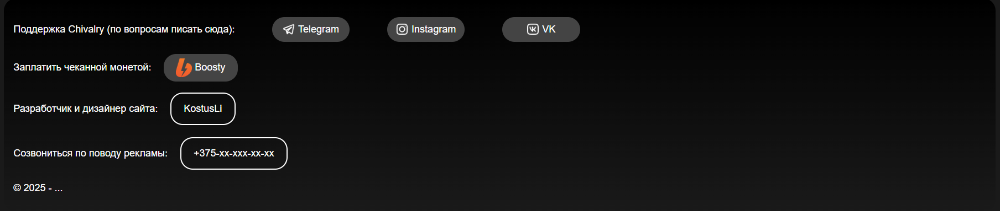 Поддержка Chivalry (по вопросам писать сюда): Telegram Instagram VK
Заплатить чеканной монетой: Boosty
Разработчик и дизайнер сайта: KostusLi
Созвониться по поводу рекламы: +375-xx-xxx-xx-xx
© 2025 - ...